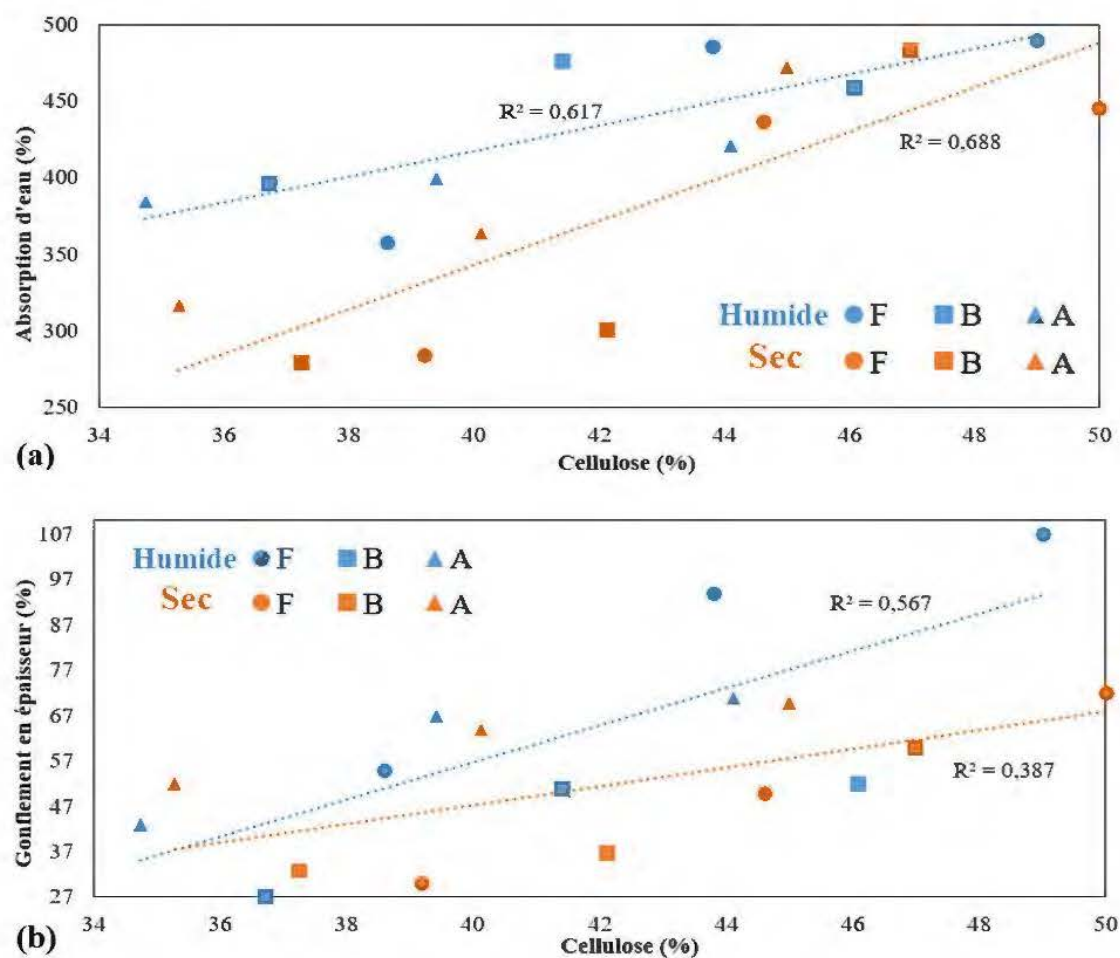 500
450
400
350
300
250
Absorption d'eau (%)
R² = 0,617
R² = 0,688
Humide F B A
Sec F B A
34 36 38 40 42 44 46 48 50
(a)
Cellulose (%)
107
97
87
77
67
57
47
37
27
Gonflement en épaisseur (%)
Humide F B A
Sec F B A
R² = 0,567
R² = 0,387
34 36 38 40 42 44 46 48 50
(b)
Cellulose (%)